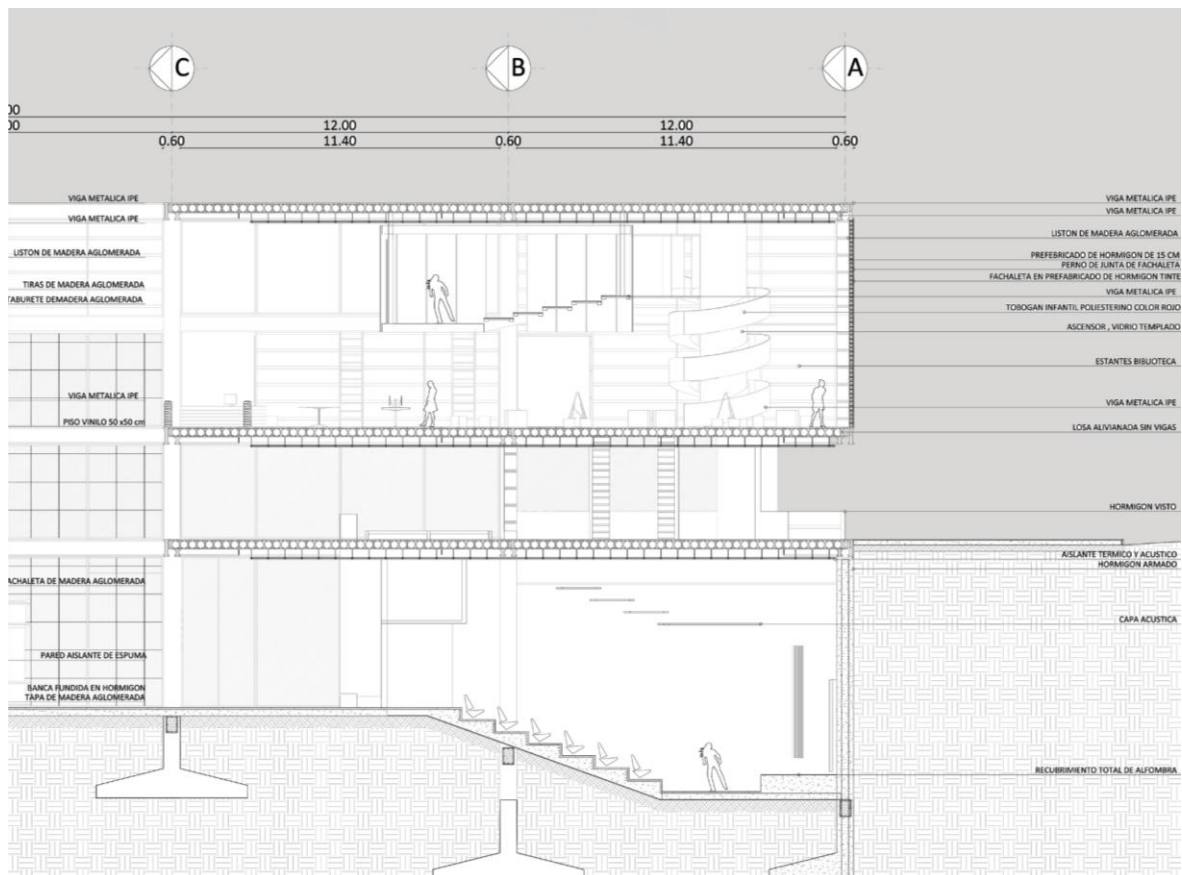 C
B
A
00
00
12.00
12.00
0.60
11.40
0.60
11.40
0.60
VIGA METALICA IPE
VIGA METALICA IPE
LISTON DE MADERA AGLOMERADA
TIRAS DE MADERA AGLOMERADA
TABURETE DEMADERA AGLOMERADA
VIGA METALICA IPE
PISO VINILO 50 x50 cm
ACHALETA DE MADERA AGLOMERADA
PARED AISLANTE DE ESPUMA
BANCA FUNDIDA EN HORMIGON
TAPA DE MADERA AGLOMERADA
VIGA METALICA IPE
VIGA METALICA IPE
LISTON DE MADERA AGLOMERADA
PREFEBRICADO DE HORMIGON DE 15 CM
PERNO DE JUNTA DE FACHALETA
FACHALETA EN PREFABRICADO DE HORMIGON TINTE
VIGA METALICA IPE
TOBOGAN INFANTIL POLIESTERINO COLOR ROJO
ASCENSOR , VIDRIO TEMPLADO
ESTANTES BIBLIOTECA
VIGA METALICA IPE
LOSA ALIVIANADA SIN VIGAS
HORMIGON VISTO
AISLANTE TERMICO Y ACUSTICO
HORMIGON ARMADO
CAPA ACUSTICA
RECUBRIMIENTO TOTAL DE ALFOMBRA